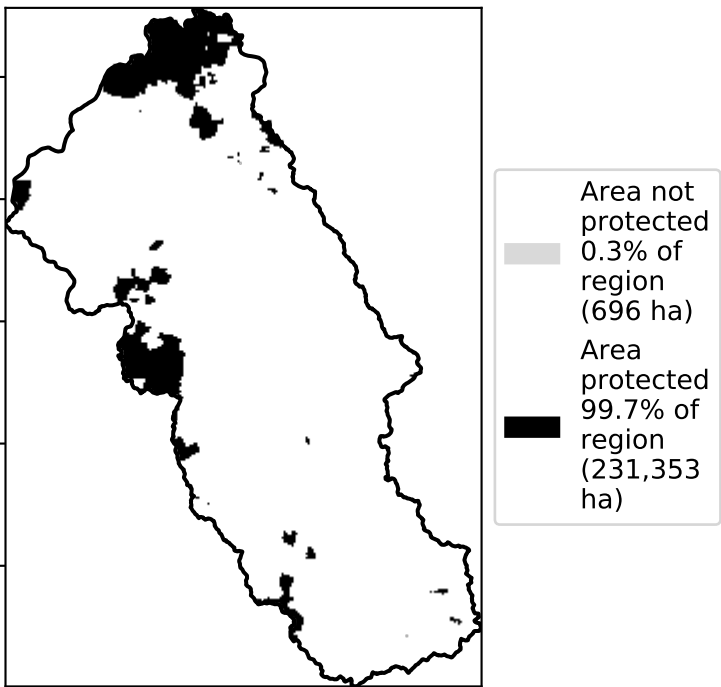 Area not
protected
0.3% of
region
(696 ha)
Area
protected
99.7% of
region
(231,353
ha)